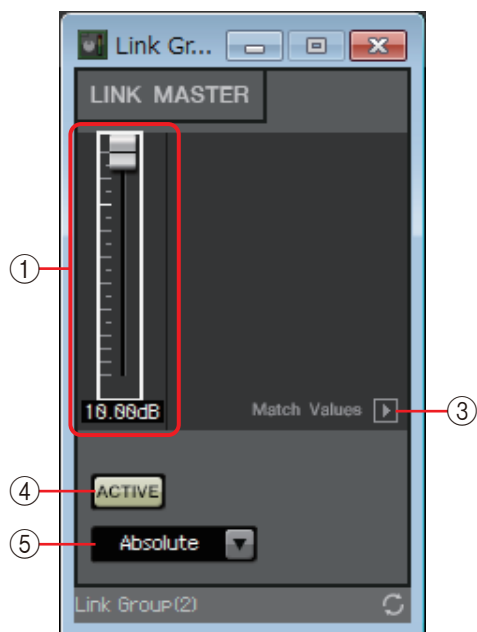 Link Gr...
LINK MASTER
①
10.00dB
Match Values
③
④
ACTIVE
⑤
Absolute
Link Group(2)